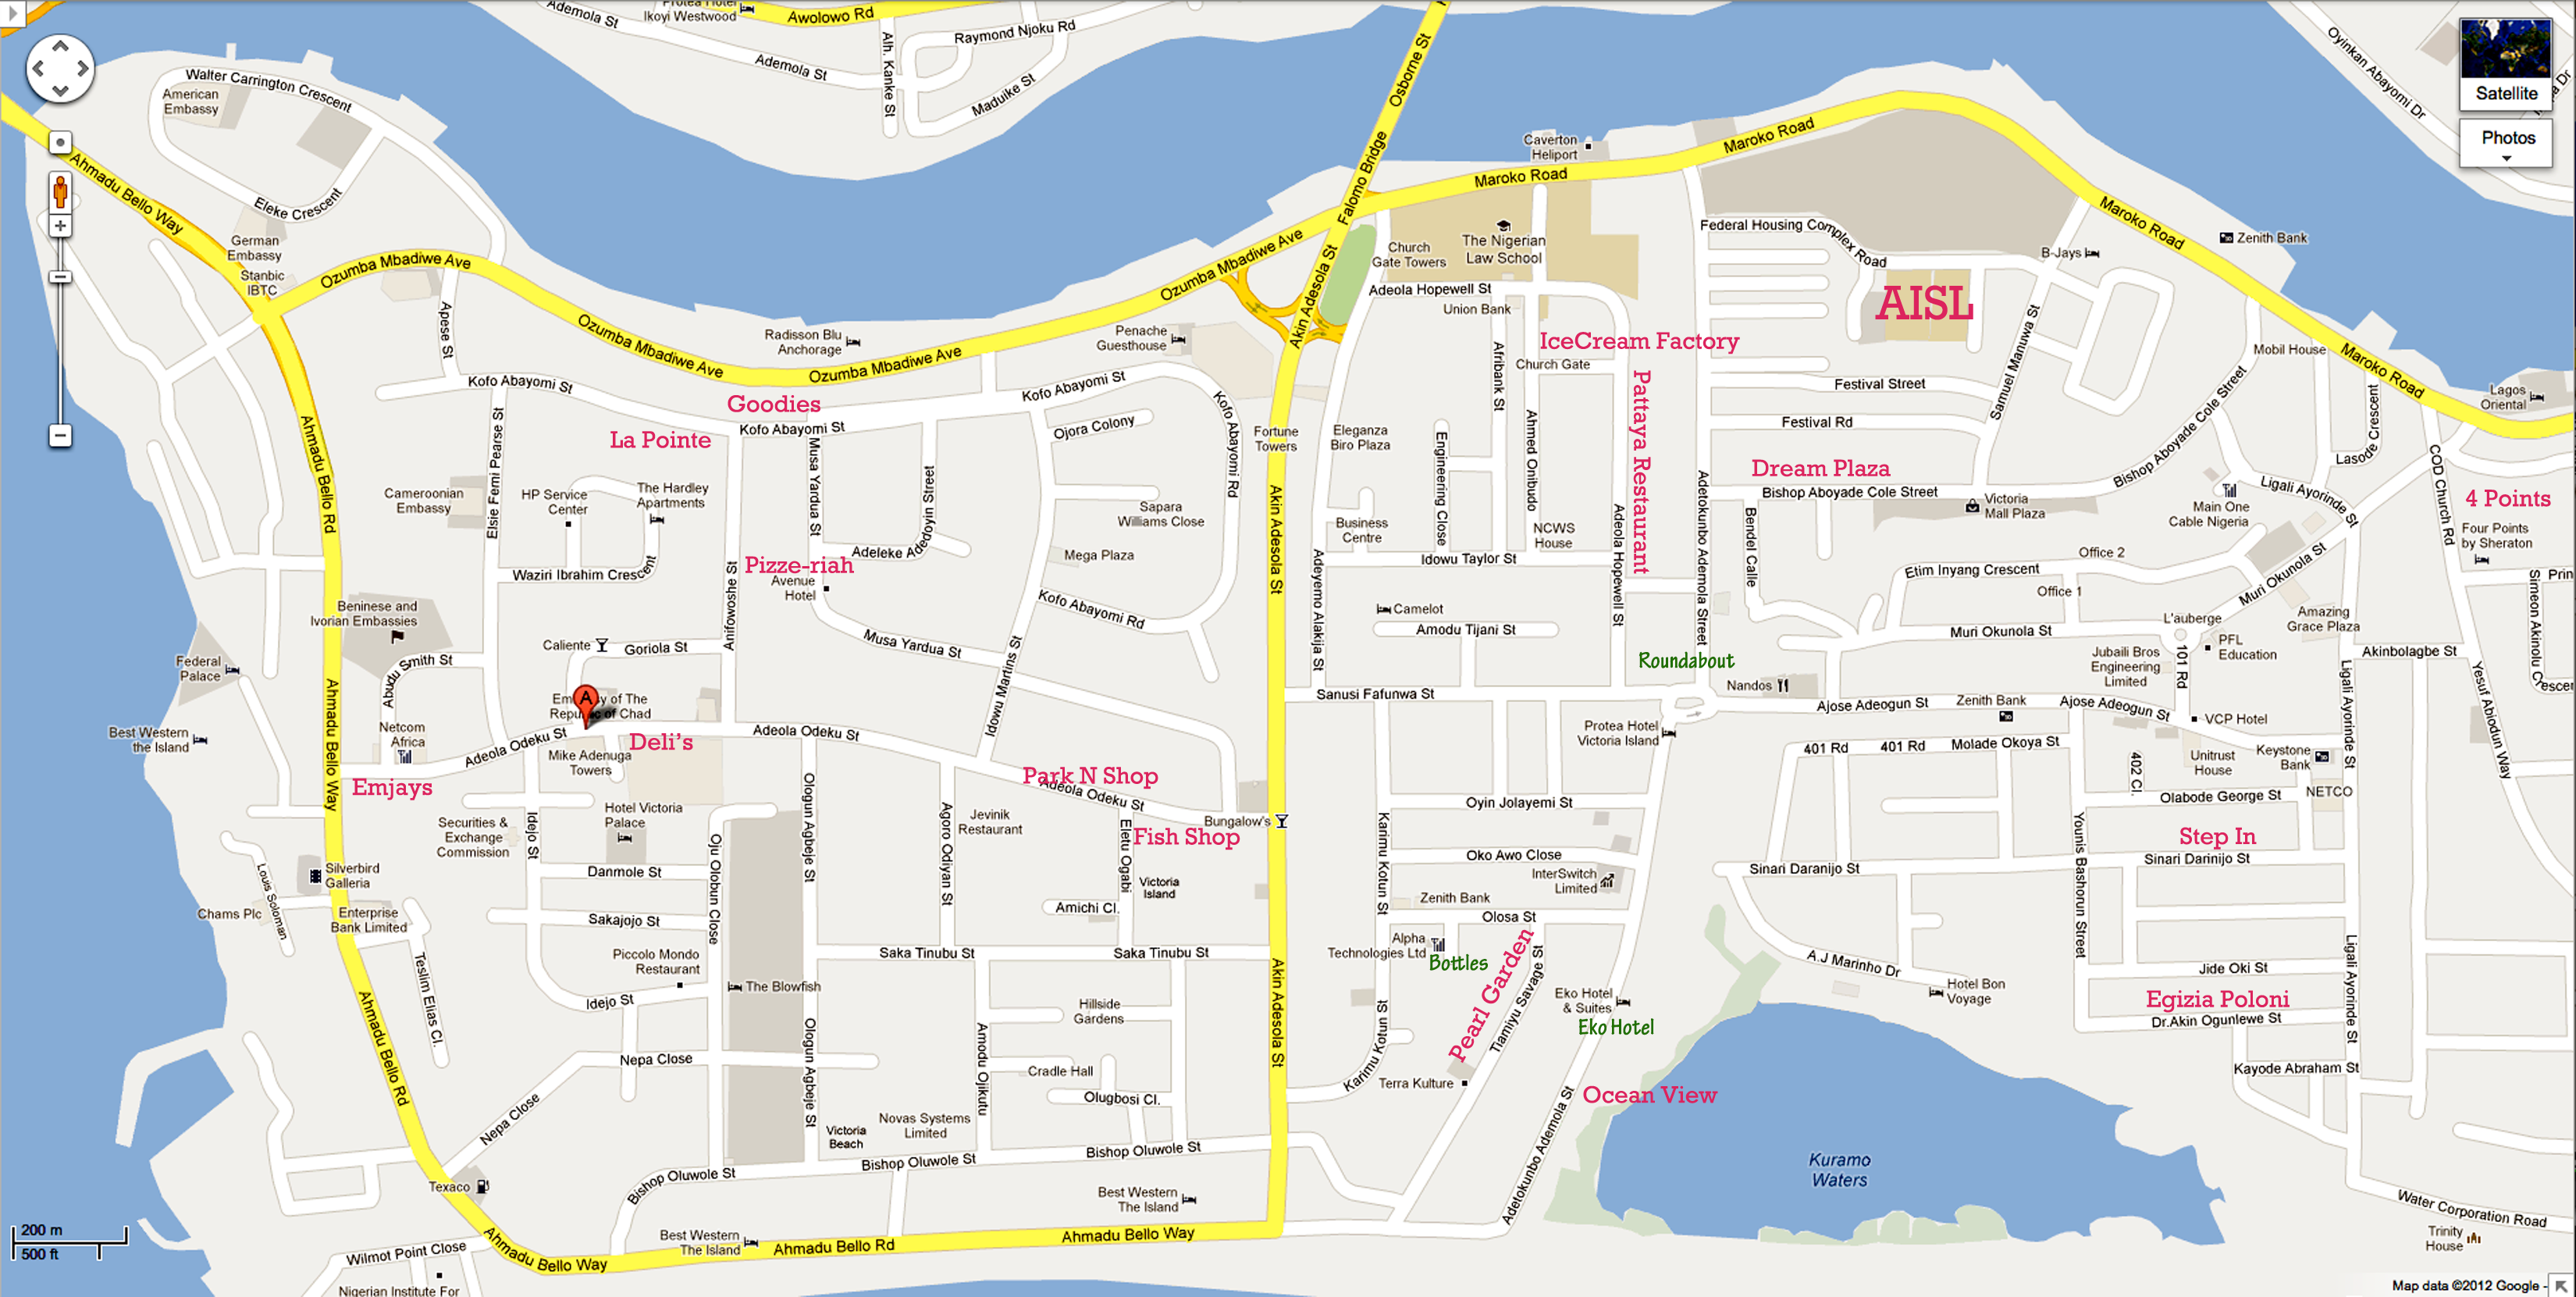 Ademola St
Protea Hotel
Ikoyi Westwood
Awolowo Rd
Alh. Kanke St
Raymond Njoku Rd
Ademola St
Maduike St
Osborne St
Oyinkan Abayomi Dr
Satellite
Photos
Walter Carrington Crescent
American
Embassy
Eleke Crescent
Ahmadu Bello Way
German
Embassy
Stanbic
IBTC
Ozumba Mbadiwe Ave
Apese St
Ozumba Mbadiwe Ave
Radisson Blu
Anchorage
Ozumba Mbadiwe Ave
Penache
Guesthouse
Ozumba Mbadiwe Ave
Falomo Bridge
Akin Adesola St
Caverton
Heliport
Maroko Road
Maroko Road
Church
Gate Towers
The Nigerian
Law School
Adeola Hopewell St
Union Bank
Federal Housing Complex Road
AISL
B-Jays
Maroko Road
Zenith Bank
Mobil House
Maroko Road
Lagos
Oriental
IceCream Factory
Church Gate
Afribank St
Ahmed Onibudo
Pattaya Restaurant
Festival Street
Festival Rd
Samuel Manuwa St
Bishop Aboyade Cole Street
Lasode Crescent
COD Church Rd
Kofo Abayomi St
Goodies
La Pointe
Kofo Abayomi St
Kofo Abayomi St
Ojora Colony
Kofo Abayomi Rd
Fortune
Towers
Eleganza
Biro Plaza
Engineering Close
Dream Plaza
Bishop Aboyade Cole Street
Victoria
Mall Plaza
Ligali Ayorinde St
Main One
Cable Nigeria
4 Points
Four Points
by Sheraton
Ahmadu Bello Rd
Elsie Femi Pearse St
Cameroonian
Embassy
HP Service
Center
The Hardley
Apartments
Musa Yardua St
Adeleke Adedoyin Street
Sapara
Williams Close
Mega Plaza
Akin Adesola St
Business
Centre
NCWS
House
Idowu Taylor St
Adeola Hopewell St
Adetokunbo Ademola Street
Bendel Calle
Office 2
Etim Inyang Crescent
Office 1
Muri Okunola St
Simeon Akinolu Crescer
Prin
Waziri Ibrahim Crescent
Anifowoshe St
Pizze-riah
Avenue
Hotel
Kofo Abayomi Rd
Adeyemo Alakija St
Camelot
Amodu Tijani St
Muri Okunola St
L'auberge
PFL
Education
Amazing
Grace Plaza
Beninese and
Ivorian Embassies
Caliente
Goriola St
Musa Yardua St
Idowu Martins St
Roundabout
Jubaili Bros
Engineering
Limited
101 Rd
Akinbolagbe St
Federal
Palace
Abudu Smith St
Sanusi Fafunwa St
Nandos
Ajose Adeogun St
Zenith Bank
Ajose Adeogun St
VCP Hotel
Ligali Ayorinde St
Yesuf Abiodun Way
Best Western
the Island
Ahmadu Bello Way
Netcom
Africa
A
Embassy of The
Republic of Chad
Adeola Odeku St
Mike Adenuga
Towers
Deli's
Adeola Odeku St
Protea Hotel
Victoria Island
401 Rd
401 Rd
Molade Okoya St
402 Cl.
Unitrust
House
Keystone
Bank
Emjays
Park N Shop
Adeola Odeku St
Oyin Jolayemi St
Olabode George St
NETCO
Hotel Victoria
Palace
Securities &
Exchange
Commission
Idejo St
Oju Olobun Close
Ologun Agbeje St
Agoro Odiyan St
Jevinik
Restaurant
Eletu Ogabi
Bungalow's
Fish Shop
Karimu Kotun St
Oko Awo Close
InterSwitch
Limited
Younis Bashorun Street
Step In
Sinari Darinijo St
Sinari Daranijo St
Louis Soloman
Silverbird
Galleria
Danmole St
Victoria
Island
Amichi Cl.
Zenith Bank
Olosa St
Chams Plc
Enterprise
Bank Limited
Sakajojo St
Saka Tinubu St
Saka Tinubu St
Alpha
Technologies Ltd
Bottles
Pearl Garden
Tiamiyu Savage St
A.J Marinho Dr
Ligali Ayorinde St
Jide Oki St
Teslim Elias Cl.
Piccolo Mondo
Restaurant
The Blowfish
Idejo St
Hillside
Gardens
Akin Adesola St
Eko Hotel
& Suites
Eko Hotel
Hotel Bon
Voyage
Egizia Poloni
Dr.Akin Ogunlewe St
Ahmadu Bello Rd
Nepa Close
Ologun Agbeje St
Amodu Ojikutu
Cradle Hall
Olugbosi Cl.
Karimu Kotun St
Terra Kulture
Ocean View
Kayode Abraham St
Nepa Close
Novas Systems
Limited
Victoria
Beach
Bishop Oluwole St
Bishop Oluwole St
Bishop Oluwole St
Adetokunbo Ademola St
Kuramo
Waters
Texaco
Best Western
The Island
Water Corporation Road
Trinity
House
200 m
500 ft
Wilmot Point Close
Ahmadu Bello Way
Best Western
The Island
Ahmadu Bello Rd
Ahmadu Bello Way
Nigerian Institute For
Map data ©2012 Google -